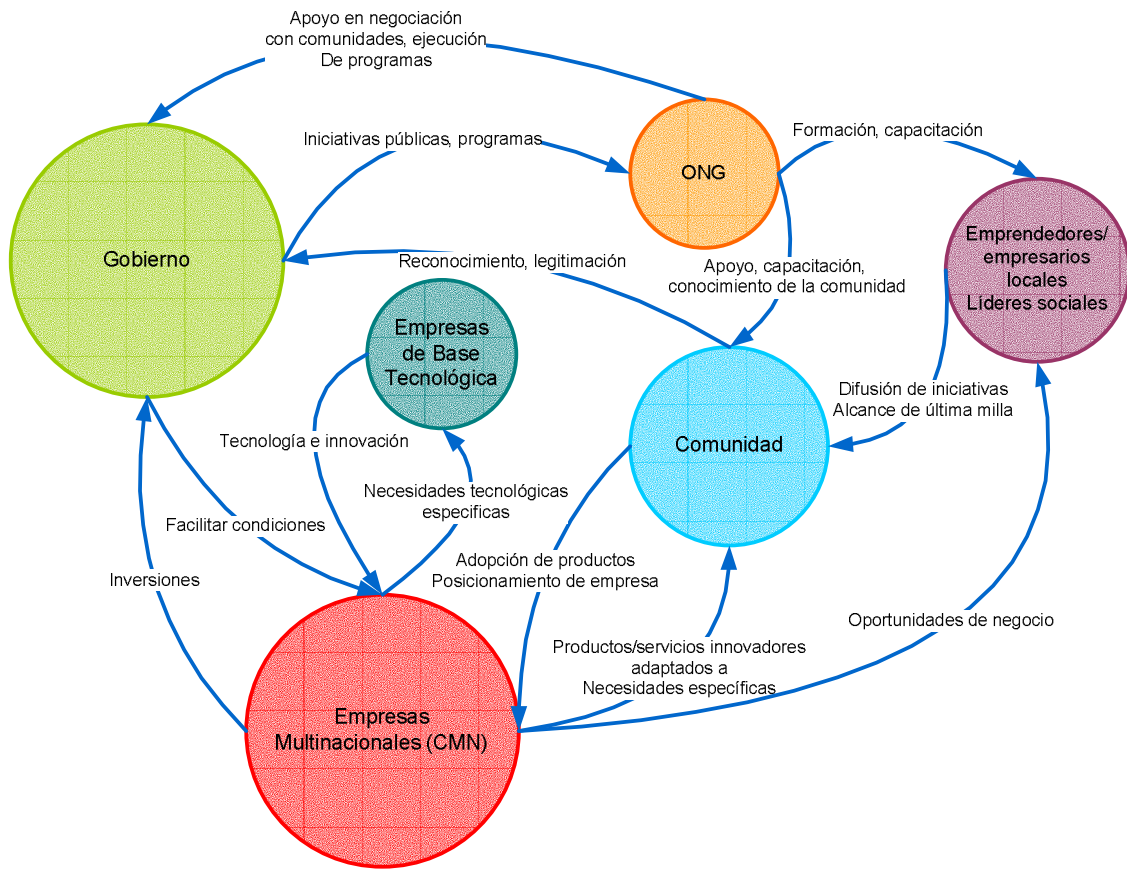 Apoyo en negociación
con comunidades, ejecución
De programas
Iniciativas públicas, programas
ONG
Formación, capacitación
Gobierno
Reconocimiento, legitimación
Apoyo, capacitación,
conocimiento de la comunidad
Emprendedores/
empresarios
locales
Líderes sociales
Empresas
de Base
Tecnológica
Difusión de iniciativas
Alcance de última milla
Tecnología e innovación
Comunidad
Necesidades tecnológicas
especificas
Facilitar condiciones
Adopción de productos
Posicionamiento de empresa
Inversiones
Oportunidades de negocio
Productos/servicios innovadores
adaptados a
Necesidades específicas
Empresas
Multinacionales (CMN)